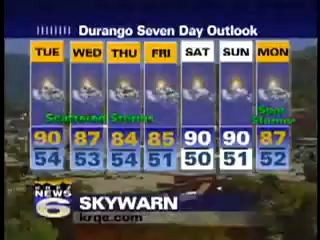 Durango Seven Day Outlook
TUE WED THU FRI SAT SUN MON
Scattered Storms
90 87 84 85 90 90 87
54 53 54 51 50 51 52
NEWS
6
SKYWARN
krqe.com